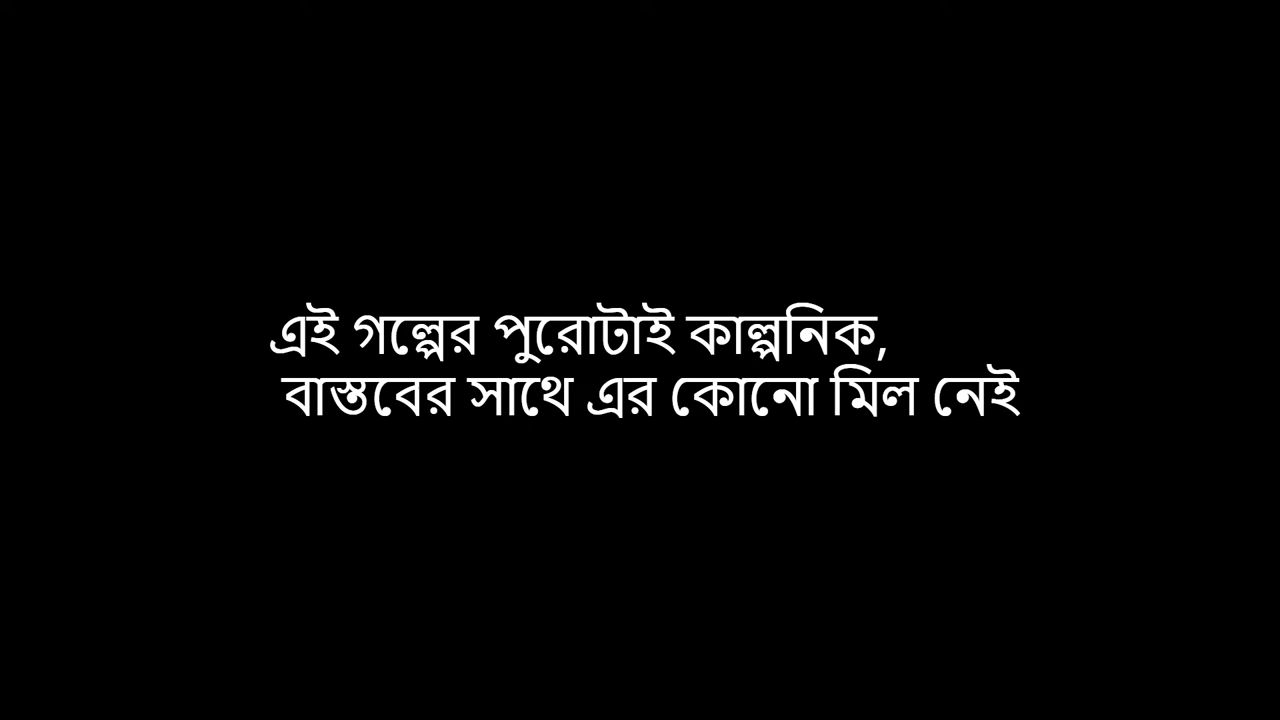 এই গল্পের পুরোটাই কাল্পনিক,
বাস্তবের সাথে এর কোনো মিল নেই